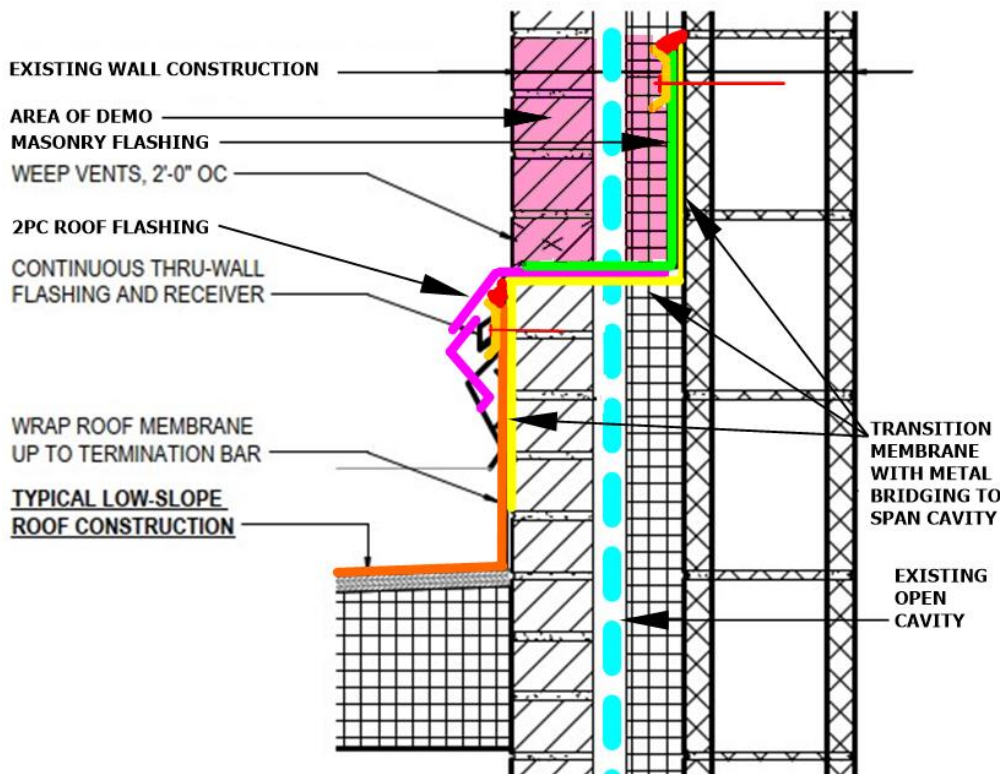 EXISTING WALL CONSTRUCTION
AREA OF DEMO
MASONRY FLASHING
WEEP VENTS, 2'-0" OC
2PC ROOF FLASHING
CONTINUOUS THRU-WALL
FLASHING AND RECEIVER
WRAP ROOF MEMBRANE
UP TO TERMINATION BAR
TYPICAL LOW-SLOPE
ROOF CONSTRUCTION
TRANSITION
MEMBRANE
WITH METAL
BRIDGING TO
SPAN CAVITY
EXISTING
OPEN
CAVITY